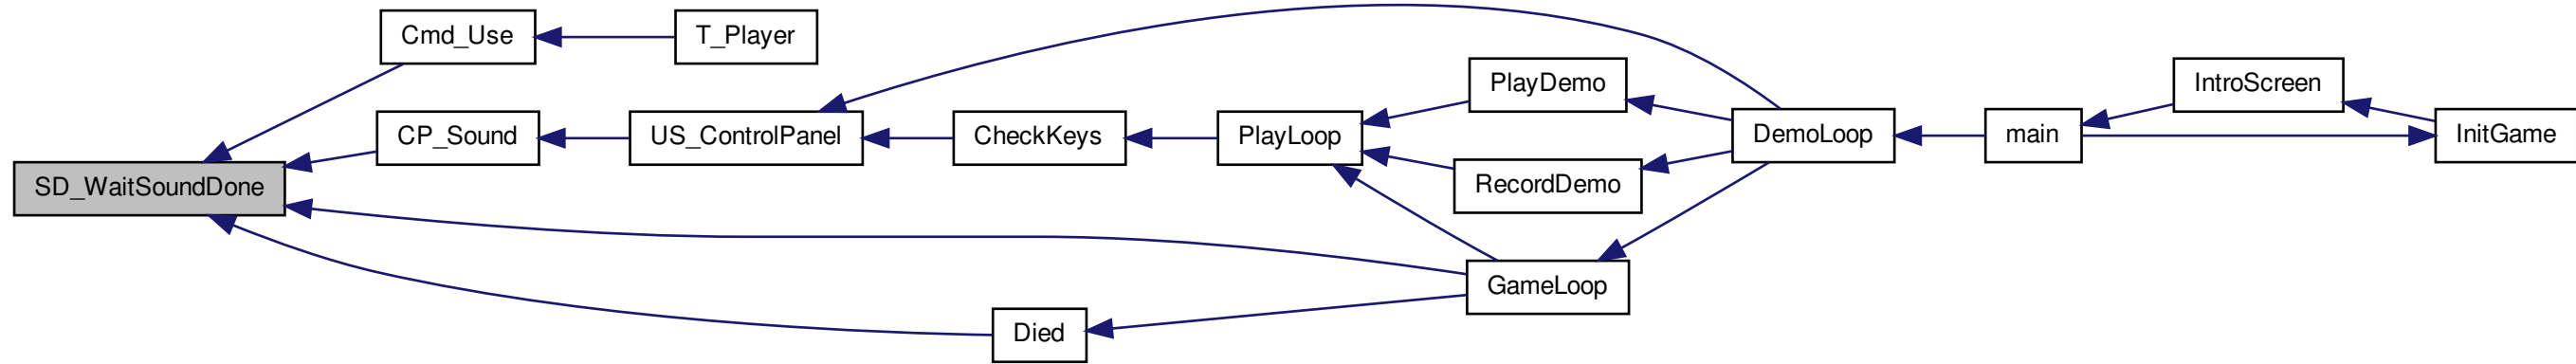 Cmd_Use
T_Player
PlayDemo
IntroScreen
CP_Sound
US_ControlPanel
CheckKeys
PlayLoop
DemoLoop
main
InitGame
SD_WaitSoundDone
RecordDemo
GameLoop
Died